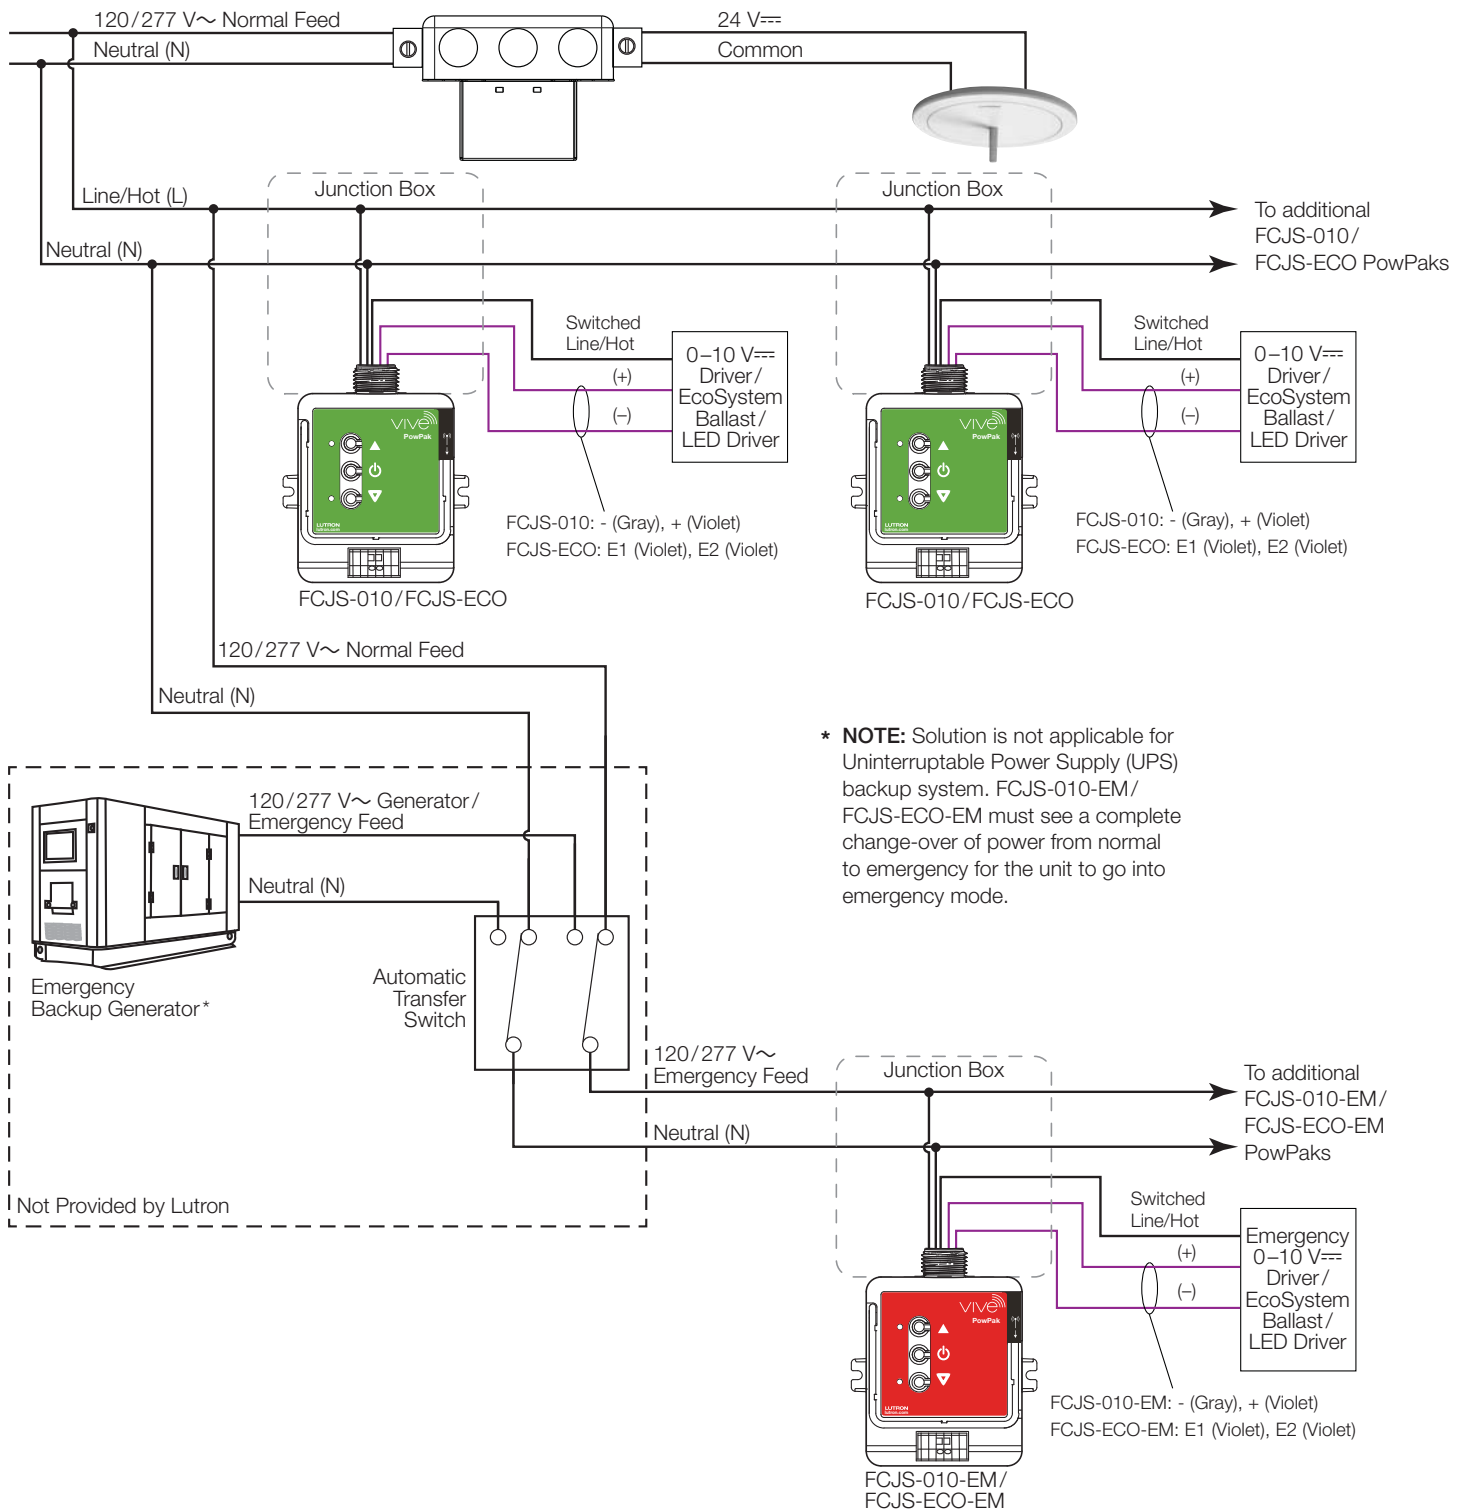 120/277 V~ Normal Feed
Neutral (N)
24 V⎓
Common
Junction Box
Junction Box
Line/Hot (L)
Neutral (N)
To additional
FCJS-010/
FCJS-ECO PowPaks
Switched
Line/Hot
(+)
(–)
0–10 V⎓
Driver/
EcoSystem
Ballast/
LED Driver
Switched
Line/Hot
(+)
(–)
0–10 V⎓
Driver/
EcoSystem
Ballast/
LED Driver
vive
PowPak
LUTRON
lutron.com
vive
PowPak
LUTRON
lutron.com
FCJS-010: - (Gray), + (Violet)
FCJS-ECO: E1 (Violet), E2 (Violet)
FCJS-010: - (Gray), + (Violet)
FCJS-ECO: E1 (Violet), E2 (Violet)
FCJS-010/FCJS-ECO
FCJS-010/FCJS-ECO
120/277 V~ Normal Feed
Neutral (N)
* NOTE: Solution is not applicable for
Uninterruptable Power Supply (UPS)
backup system. FCJS-010-EM/
FCJS-ECO-EM must see a complete
change-over of power from normal
to emergency for the unit to go into
emergency mode.
120/277 V~ Generator/
Emergency Feed
Neutral (N)
Emergency
Backup Generator*
Automatic
Transfer
Switch
120/277 V~
Emergency Feed
Neutral (N)
Not Provided by Lutron
Junction Box
To additional
FCJS-010-EM/
FCJS-ECO-EM
PowPaks
Switched
Line/Hot
(+)
(–)
Emergency
0–10 V⎓
Driver/
EcoSystem
Ballast/
LED Driver
vive
PowPak
LUTRON
lutron.com
FCJS-010-EM: - (Gray), + (Violet)
FCJS-ECO-EM: E1 (Violet), E2 (Violet)
FCJS-010-EM/
FCJS-ECO-EM